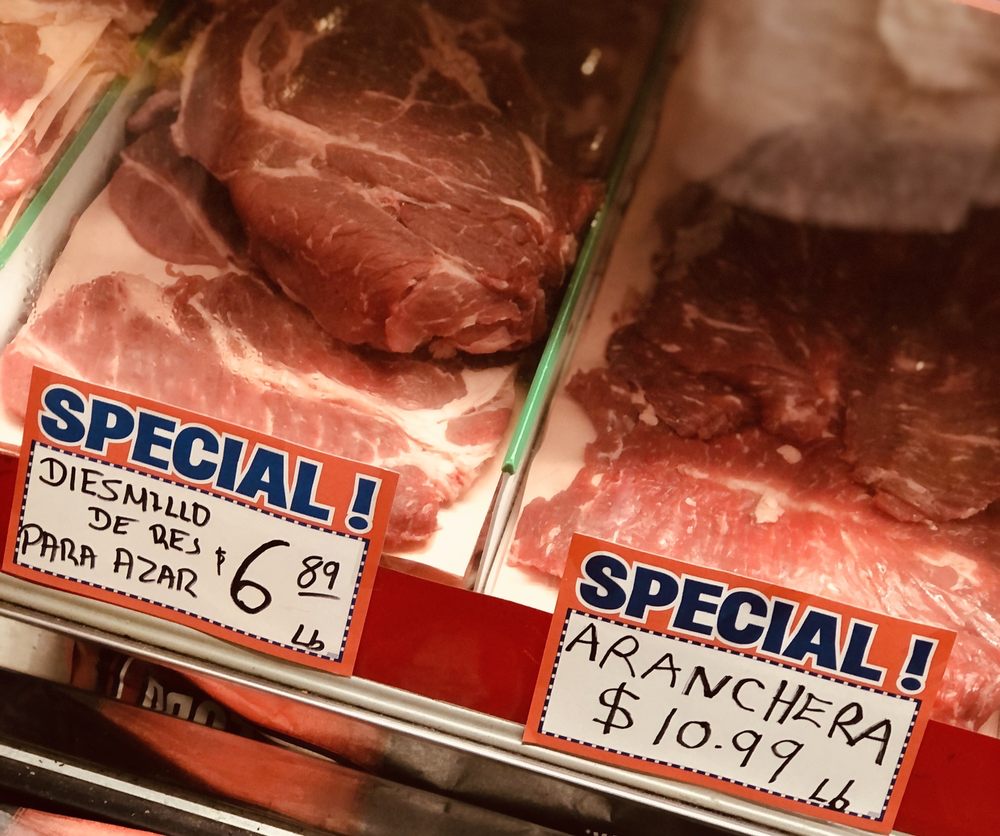 SPECIAL!
DIESMILLO
DE RES
PARA AZAR
$6 89
Lb
SPECIAL!
ARANCHERA
$10.99
Lb